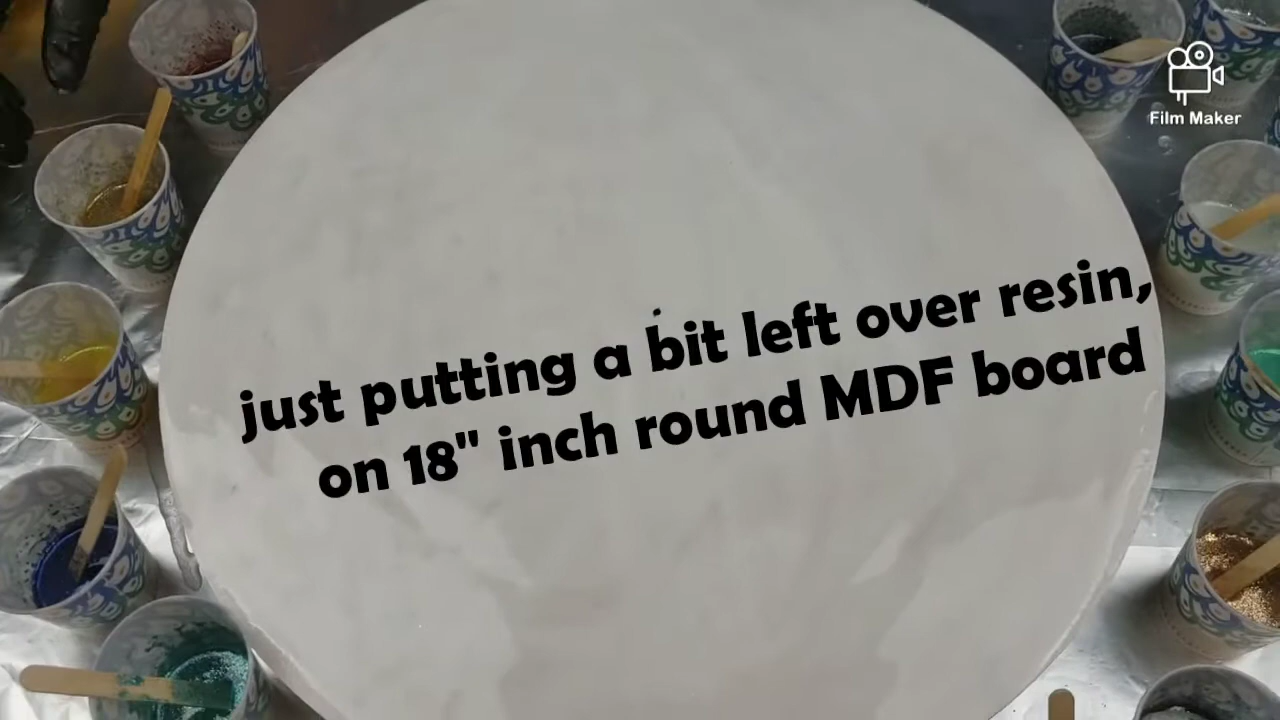 Film Maker
just putting a bit left over resin,
on 18" inch round MDF board